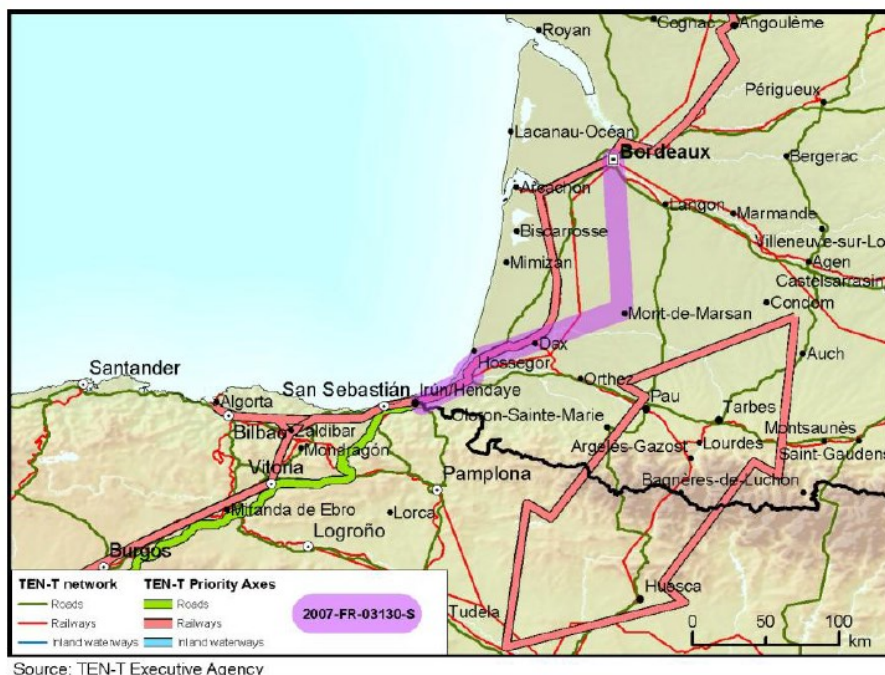 Royan
Cognac
Angoulême
Périgueux
Lacanau-Océan
Bordeaux
Bergerac
Arcachon
Langon
Marmande
Biscarrosse
Villeneuve-sur-Lo
Agen
Mimizan
Castelsarrasin
Condom
Mont-de-Marsan
Dax
Auch
Hossegor
Santander
San Sebastián
Irún/Hendaye
Orthez
Algorta
Pau
Tarbes
Oloron-Sainte-Marie
Bilbao
Zaldibar
Montsaunès
Mondragón
Argelès-Gazost
Lourdes
Saint-Gaudens
Vitoria
Pamplona
Bagnères-de-Luchon
Miranda de Ebro
Lorca
Logroño
Burgos
TEN-T network
TEN-T Priority Axes
Roads
Roads
Railways
Railways
Inland waterways
Inland waterways
2007-FR-03130-S
Tudela
Huesca
0 50 100
km
Source: TEN-T Executive Agency